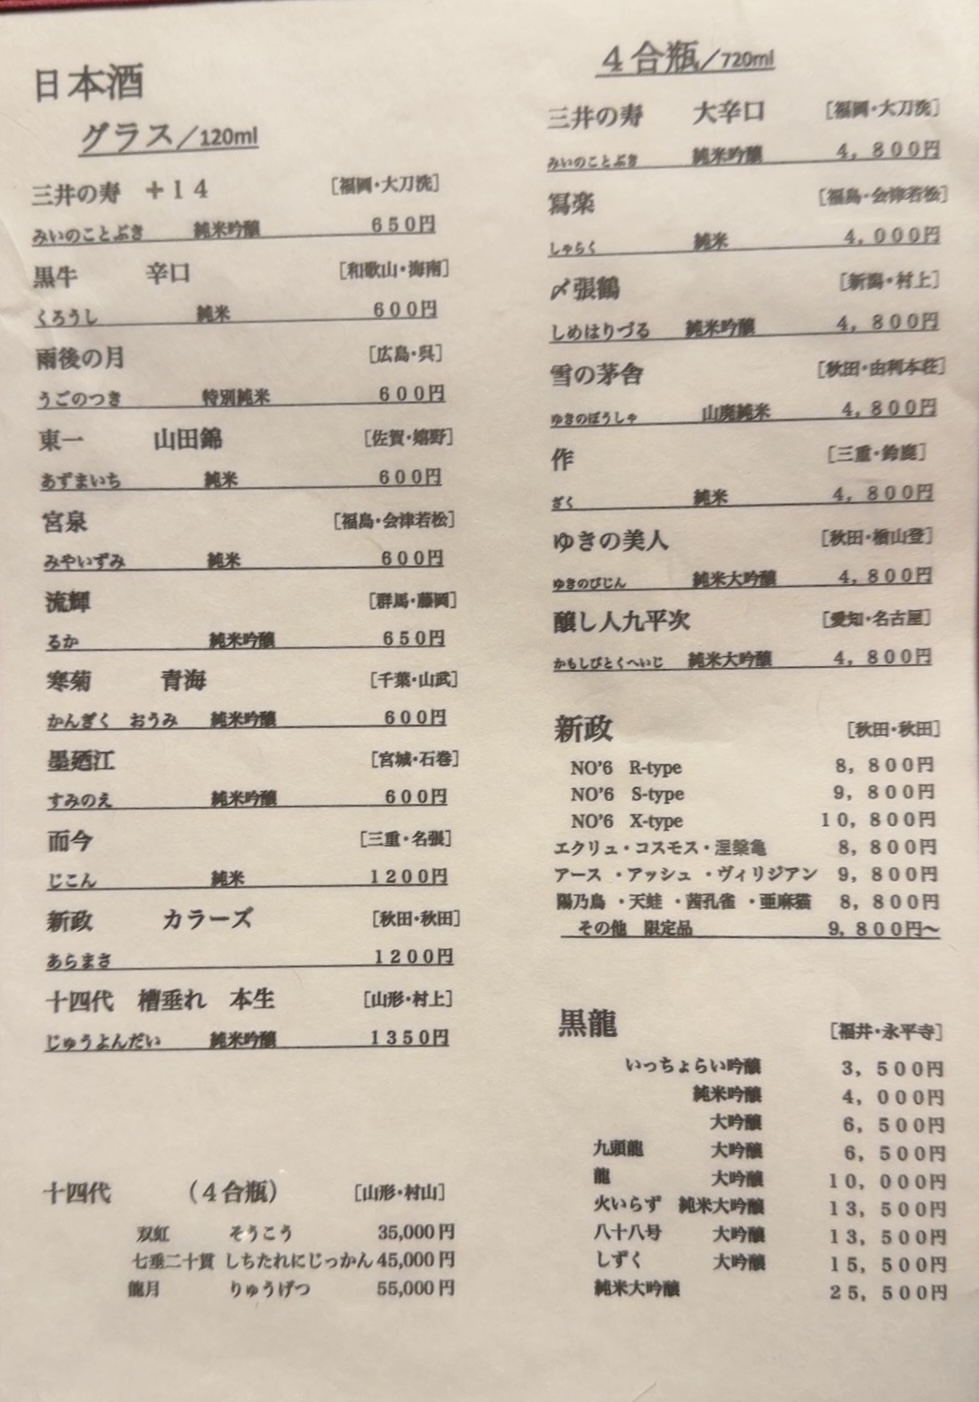 日本酒
グラス／120ml
三井の寿　＋１４　［福岡・大刀洗］
みいのことぶき　純米吟醸　６５０円
黒牛　辛口　［和歌山・海南］
くろうし　純米　６００円
雨後の月　［広島・呉］
うごのつき　特別純米　６００円
東一　山田錦　［佐賀・嬉野］
あずまいち　純米　６００円
宮泉　［福島・会津若松］
みやいずみ　純米　６００円
流輝　［群馬・藤岡］
るか　純米吟醸　６５０円
寒菊　青海　［千葉・山武］
かんぎく　おうみ　純米吟醸　６００円
墨廼江　［宮城・石巻］
すみのえ　純米吟醸　６００円
而今　［三重・名張］
じこん　純米　１２００円
新政　カラーズ　［秋田・秋田］
あらまさ　１２００円
十四代　槽垂れ　本生　［山形・村上］
じゅうよんだい　純米吟醸　１３５０円
十四代　（４合瓶）　［山形・村山］
双虹　そうこう　35,000円
七垂二十貫　しちたれにじっかん　45,000円
龍月　りゅうげつ　55,000円
４合瓶／720ml
三井の寿　大辛口　［福岡・大刀洗］
みいのことぶき　純米吟醸　４，８００円
冩楽　［福島・会津若松］
しゃらく　純米　４，０００円
〆張鶴　［新潟・村上］
しめはりづる　純米吟醸　４，８００円
雪の茅舎　［秋田・由利本荘］
ゆきのぼうしゃ　山廃純米　４，８００円
作　［三重・鈴鹿］
ざく　純米　４，８００円
ゆきの美人　［秋田・楢山登］
ゆきのびじん　純米大吟醸　４，８００円
醸し人九平次　［愛知・名古屋］
かもしびとくへいじ　純米大吟醸　４，８００円
新政　［秋田・秋田］
NO'6　R-type　８，８００円
NO'6　S-type　９，８００円
NO'6　X-type　１０，８００円
エクリュ・コスモス・涅槃亀　８，８００円
アース　・アッシュ　・ヴィリジアン　９，８００円
陽乃鳥　・天蛙　・茜孔雀　・亜麻猫　８，８００円
その他　限定品　９，８００円～
黒龍　［福井・永平寺］
いっちょらい吟醸　３，５００円
純米吟醸　４，０００円
大吟醸　６，５００円
九頭龍　大吟醸　６，５００円
龍　大吟醸　１０，０００円
火いらず　純米大吟醸　１３，５００円
八十八号　大吟醸　１３，５００円
しずく　大吟醸　１５，５００円
純米大吟醸　２５，５００円